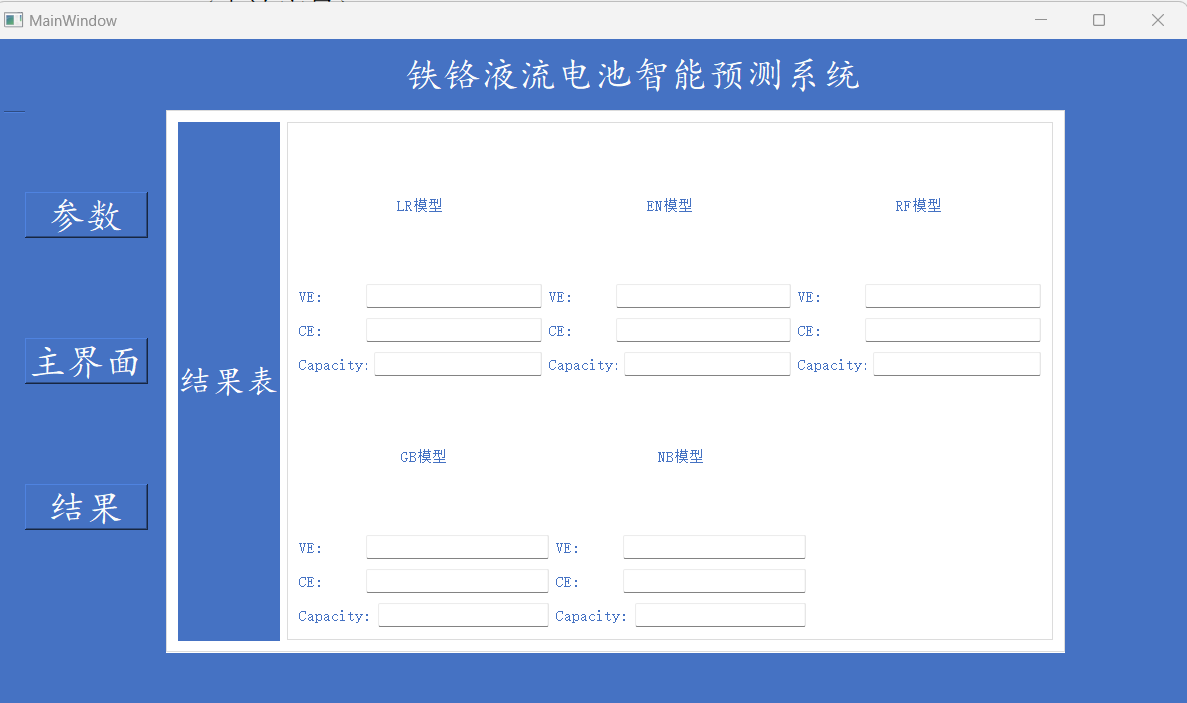 MainWindow
铁铬液流电池智能预测系统
参数
主界面
结果
结果表
LR模型 EN模型 RF模型
VE: VE: VE:
CE: CE: CE:
Capacity: Capacity: Capacity:
GB模型 NB模型
VE: VE:
CE: CE:
Capacity: Capacity: